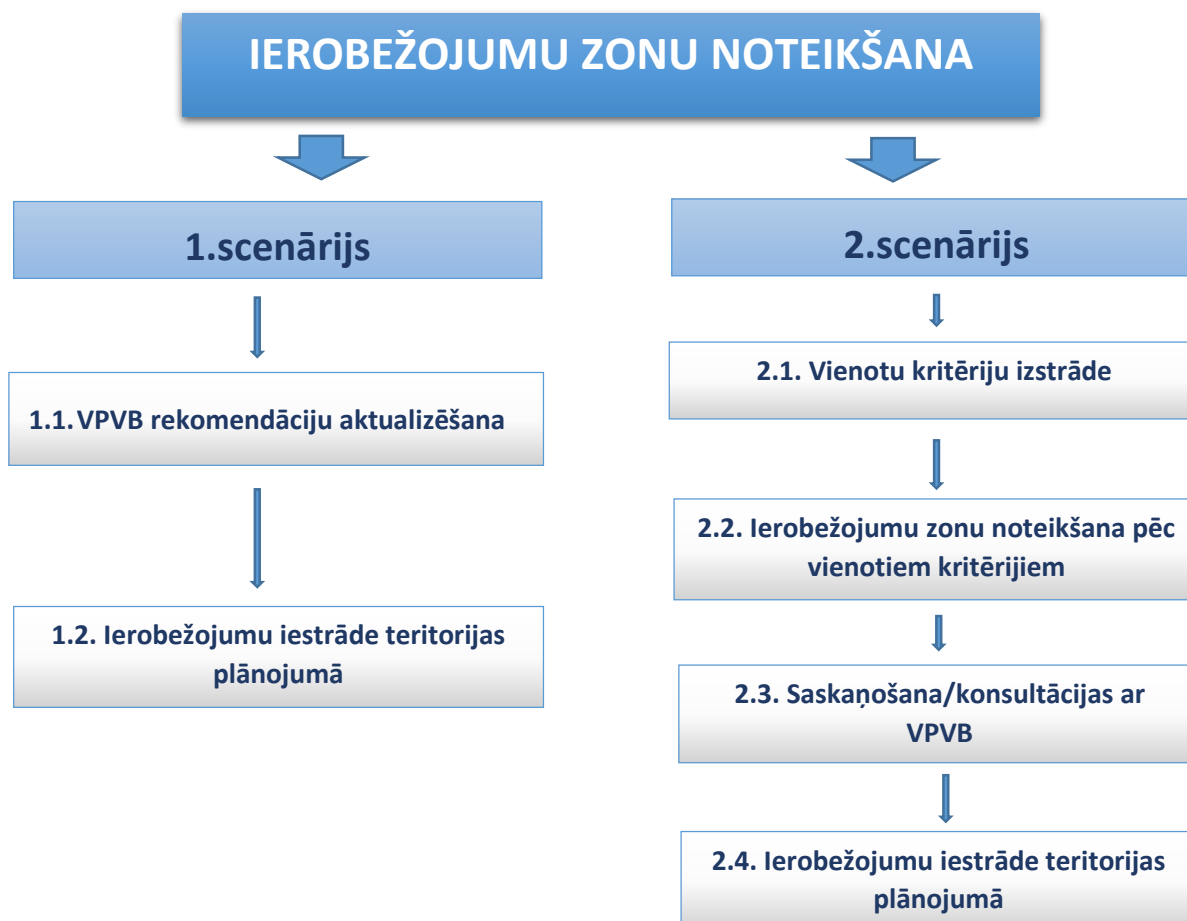 IEROBEŽOJUMU ZONU NOTEIKŠANA
1.scenārijs
1.1. VPVB rekomendāciju aktualizēšana
1.2. Ierobežojumu iestrāde teritorijas
plānojumā
2.scenārijs
2.1. Vienotu kritēriju izstrāde
2.2. Ierobežojumu zonu noteikšana pēc
vienotiem kritērijiem
2.3. Saskaņošana/konsultācijas ar
VPVB
2.4. Ierobežojumu iestrāde teritorijas
plānojumā